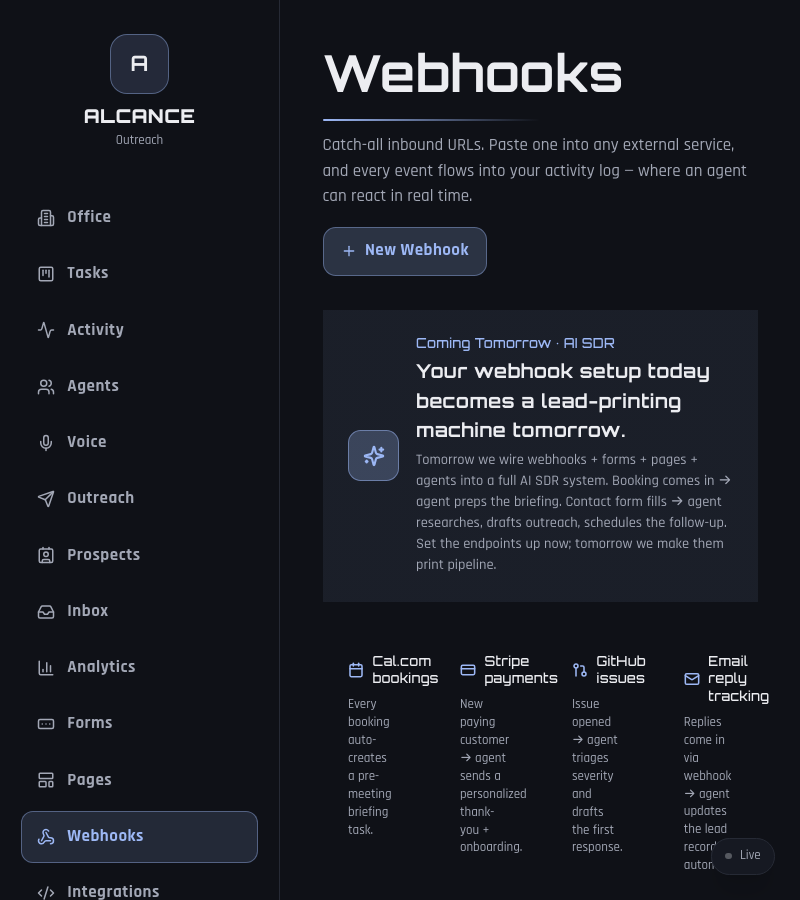 A
ALCANCE
Outreach
Office
Tasks
Activity
Agents
Voice
Outreach
Prospects
Inbox
Analytics
Forms
Pages
Webhooks
Integrations
Webhooks
Catch-all inbound URLs. Paste one into any external service,
and every event flows into your activity log — where an agent
can react in real time.
+ New Webhook
Coming Tomorrow · AI SDR
Your webhook setup today
becomes a lead-printing
machine tomorrow.
Tomorrow we wire webhooks + forms + pages +
agents into a full AI SDR system. Booking comes in →
agent preps the briefing. Contact form fills → agent
researches, drafts outreach, schedules the follow-up.
Set the endpoints up now; tomorrow we make them
print pipeline.
Cal.com
bookings
Every
booking
auto-
creates
a pre-
meeting
briefing
task.
Stripe
payments
New
paying
customer
→ agent
sends a
personalized
thank-
you +
onboarding.
GitHub
issues
Issue
opened
→ agent
triages
severity
and
drafts
the first
response.
Email
reply
tracking
Replies
come in
via
webhook
→ agent
updates
the lead
Live